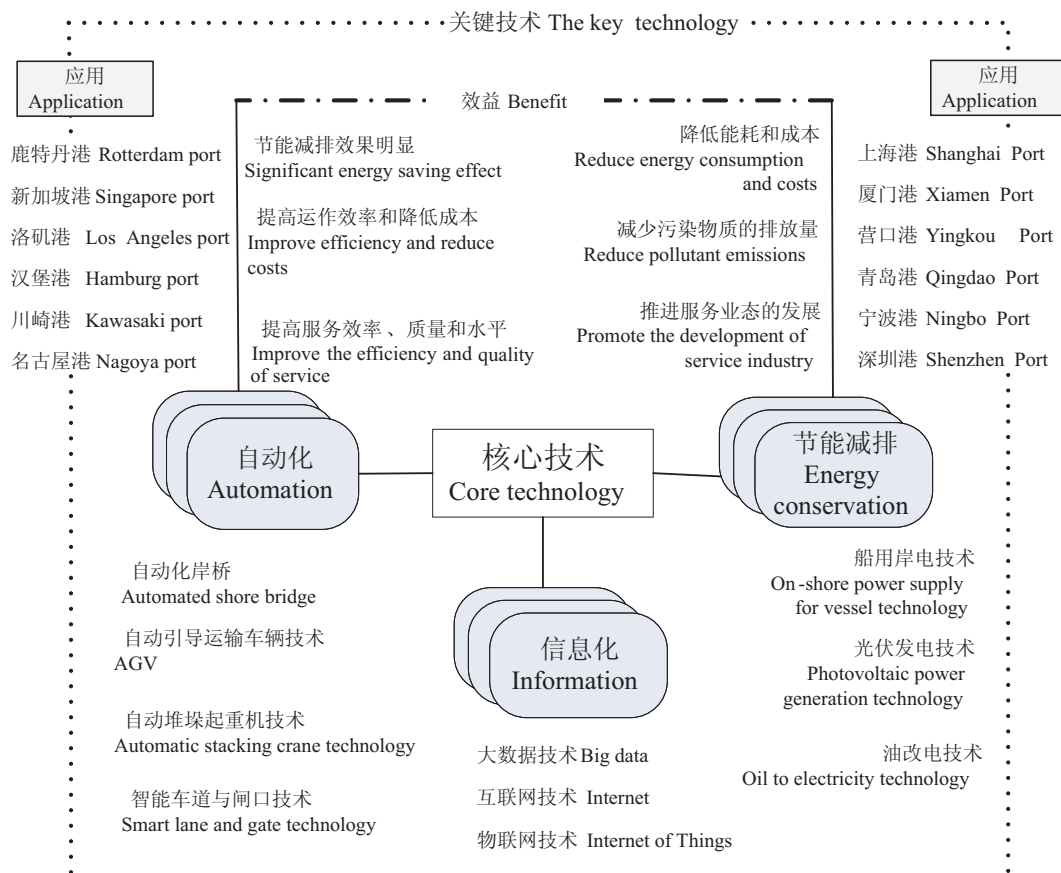 关键技术 The key technology
应用
Application
鹿特丹港 Rotterdam port
新加坡港 Singapore port
洛矶港 Los Angeles port
汉堡港 Hamburg port
川崎港 Kawasaki port
名古屋港 Nagoya port
效益 Benefit
节能减排效果明显
Significant energy saving effect
提高运作效率和降低成本
Improve efficiency and reduce
costs
提高服务效率、质量和水平
Improve the efficiency and quality
of service
降低能耗和成本
Reduce energy consumption
and costs
减少污染物质的排放量
Reduce pollutant emissions
推进服务业态的发展
Promote the development of
service industry
应用
Application
上海港 Shanghai Port
厦门港 Xiamen Port
营口港 Yingkou Port
青岛港 Qingdao Port
宁波港 Ningbo Port
深圳港 Shenzhen Port
自动化
Automation
核心技术
Core technology
节能减排
Energy
conservation
自动化岸桥
Automated shore bridge
自动引导运输车辆技术
AGV
自动堆垛起重机技术
Automatic stacking crane technology
智能车道与闸口技术
Smart lane and gate technology
信息化
Information
大数据技术 Big data
互联网技术 Internet
物联网技术 Internet of Things
船用岸电技术
On-shore power supply
for vessel technology
光伏发电技术
Photovoltaic power
generation technology
油改电技术
Oil to electricity technology